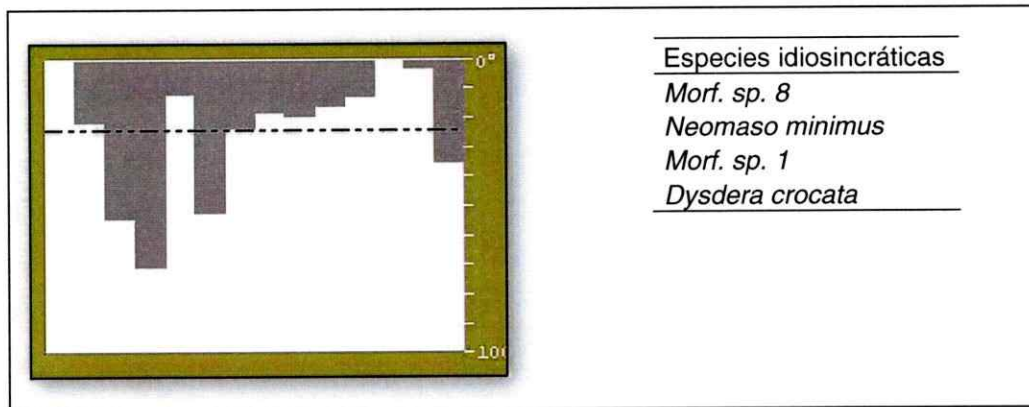 0°
100
Especies idiosincráticas
Morf. sp. 8
Neomaso minimus
Morf. sp. 1
Dysdera crocata